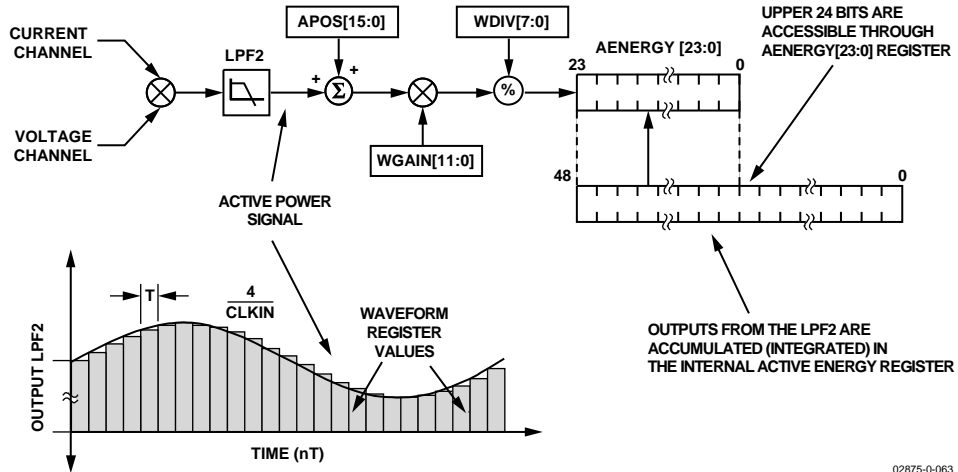 APOS[15:0]
WDIV[7:0]
UPPER 24 BITS ARE
ACCESSIBLE THROUGH
AENERGY[23:0] REGISTER
CURRENT
CHANNEL
LPF2
AENERGY [23:0]
23
0
+
+
Σ
%
VOLTAGE
CHANNEL
WGAIN[11:0]
48
0
ACTIVE POWER
SIGNAL
T
4
CLKIN
WAVEFORM
REGISTER
VALUES
OUTPUTS FROM THE LPF2 ARE
ACCUMULATED (INTEGRATED) IN
THE INTERNAL ACTIVE ENERGY REGISTER
OUTPUT LPF2
TIME (nT)
02875-0-063